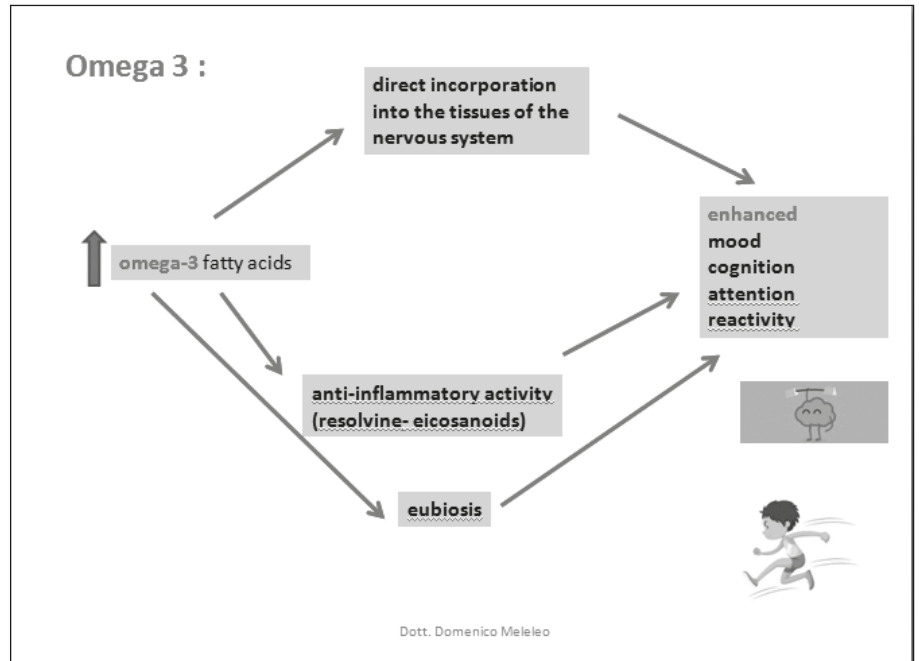 Omega 3 :
direct incorporation
into the tissues of the
nervous system
omega-3 fatty acids
enhanced
mood
cognition
attention
reactivity
anti-inflammatory activity
(resolvine- eicosanoids)
eubiosis
Dott. Domenico Meleleo